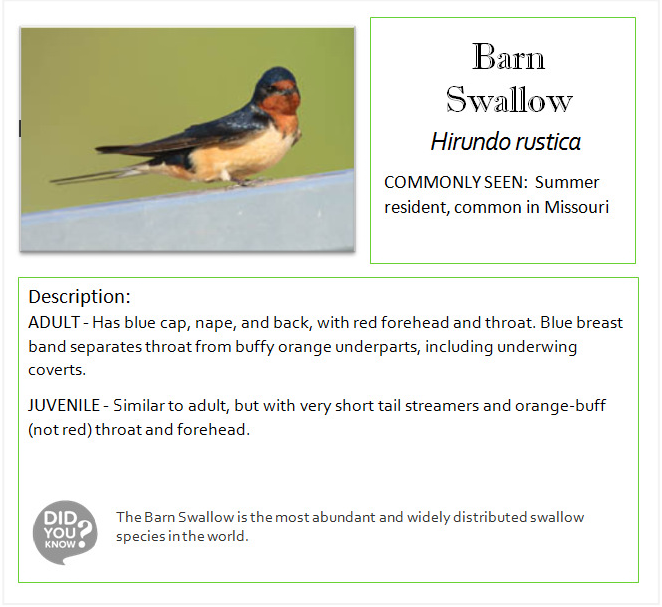 Barn
Swallow
Hirundo rustica
COMMONLY SEEN: Summer
resident, common in Missouri
Description:
ADULT - Has blue cap, nape, and back, with red forehead and throat. Blue breast
band separates throat from buffy orange underparts, including underwing
coverts.
JUVENILE - Similar to adult, but with very short tail streamers and orange-buff
(not red) throat and forehead.
DID
YOU?
KNOW
The Barn Swallow is the most abundant and widely distributed swallow
species in the world.